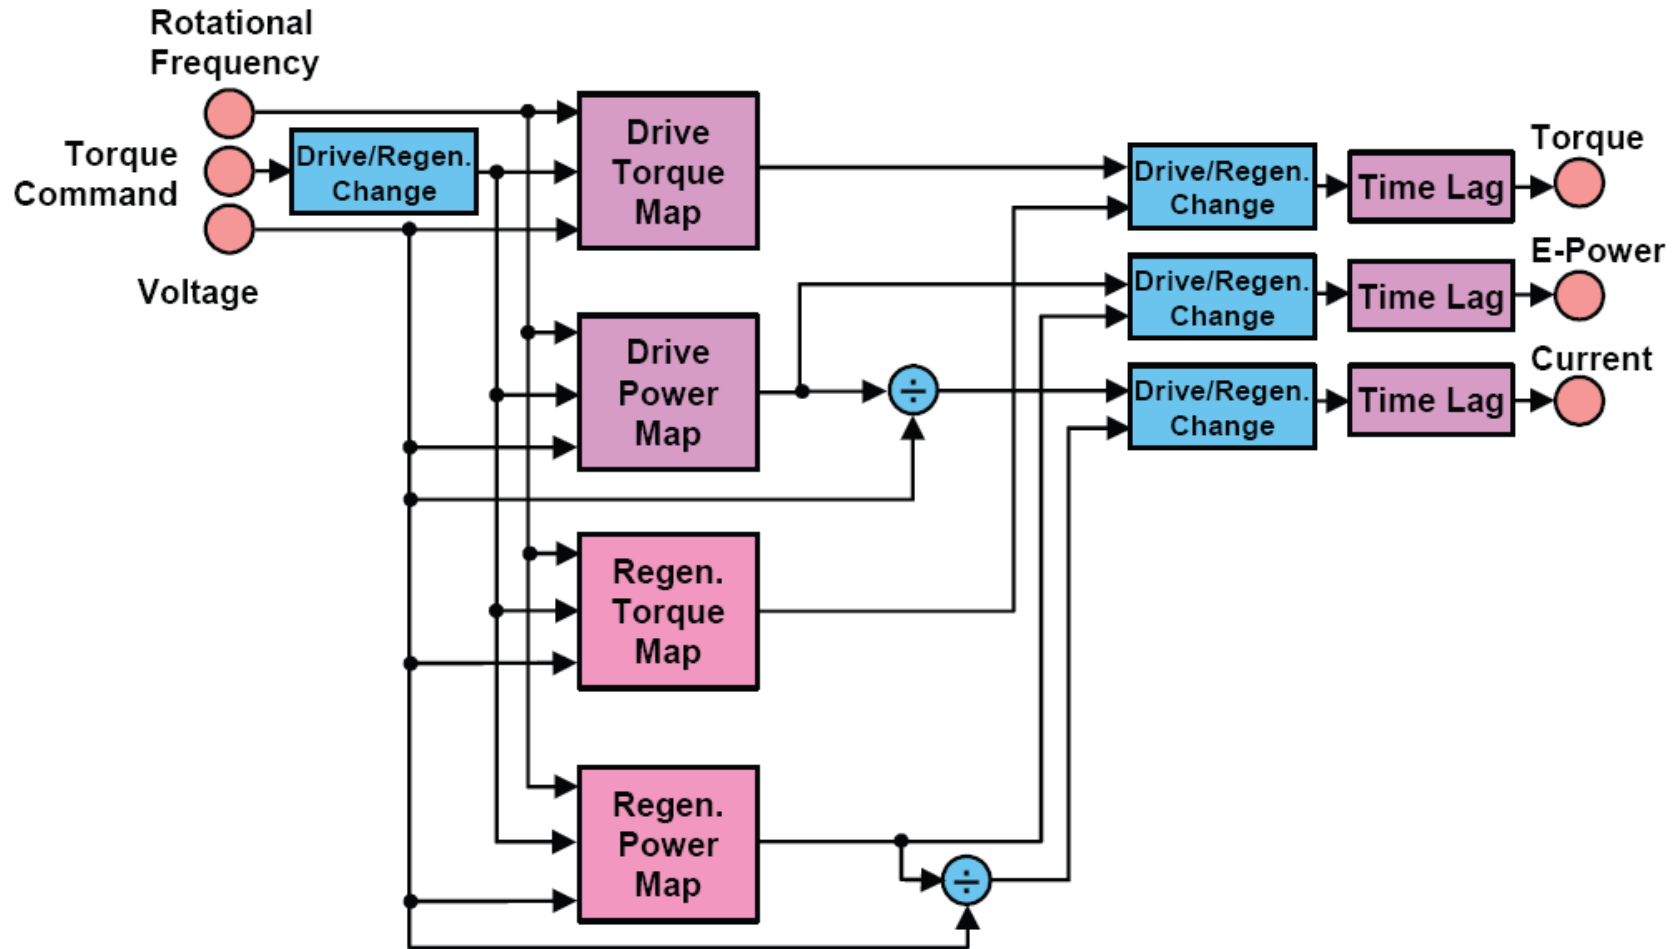 Rotational
Frequency
Torque
Command
Voltage
Drive/Regen.
Change
Drive
Torque
Map
Drive
Power
Map
Regen.
Torque
Map
Regen.
Power
Map
÷
÷
Drive/Regen.
Change
Time Lag
Torque
Drive/Regen.
Change
Time Lag
E-Power
Drive/Regen.
Change
Time Lag
Current